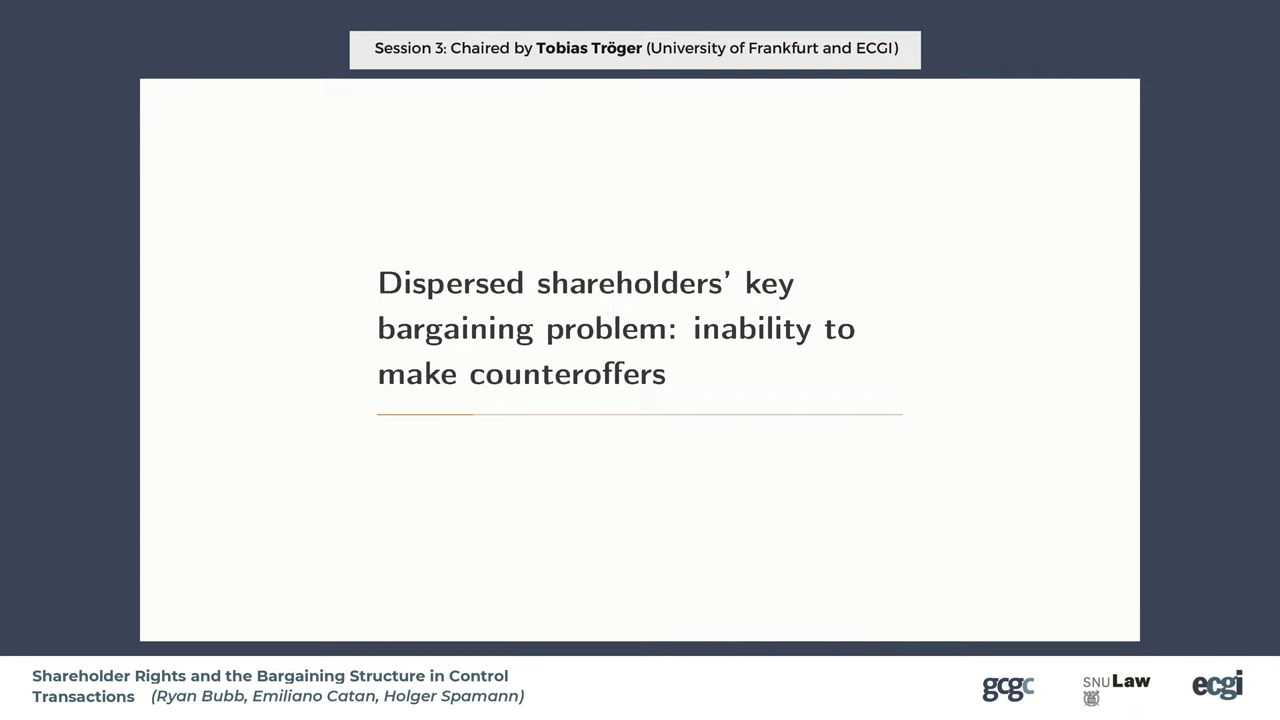 Session 3: Chaired by Tobias Tröger (University of Frankfurt and ECGI)
Dispersed shareholders' key
bargaining problem: inability to
make counteroffers
Shareholder Rights and the Bargaining Structure in Control
Transactions (Ryan Bubb, Emiliano Catan, Holger Spamann)
gcgc
SNU Law
ecgi